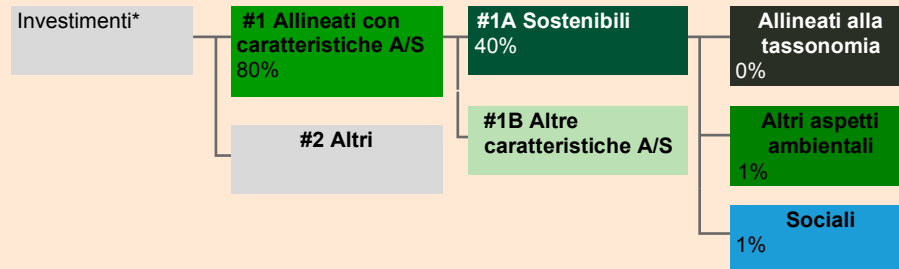 Investimenti*
#1 Allineati con
caratteristiche A/S
80%
#2 Altri
#1A Sostenibili
40%
#1B Altre
caratteristiche A/S
Allineati alla
tassonomia
0%
Altri aspetti
ambientali
1%
Sociali
1%